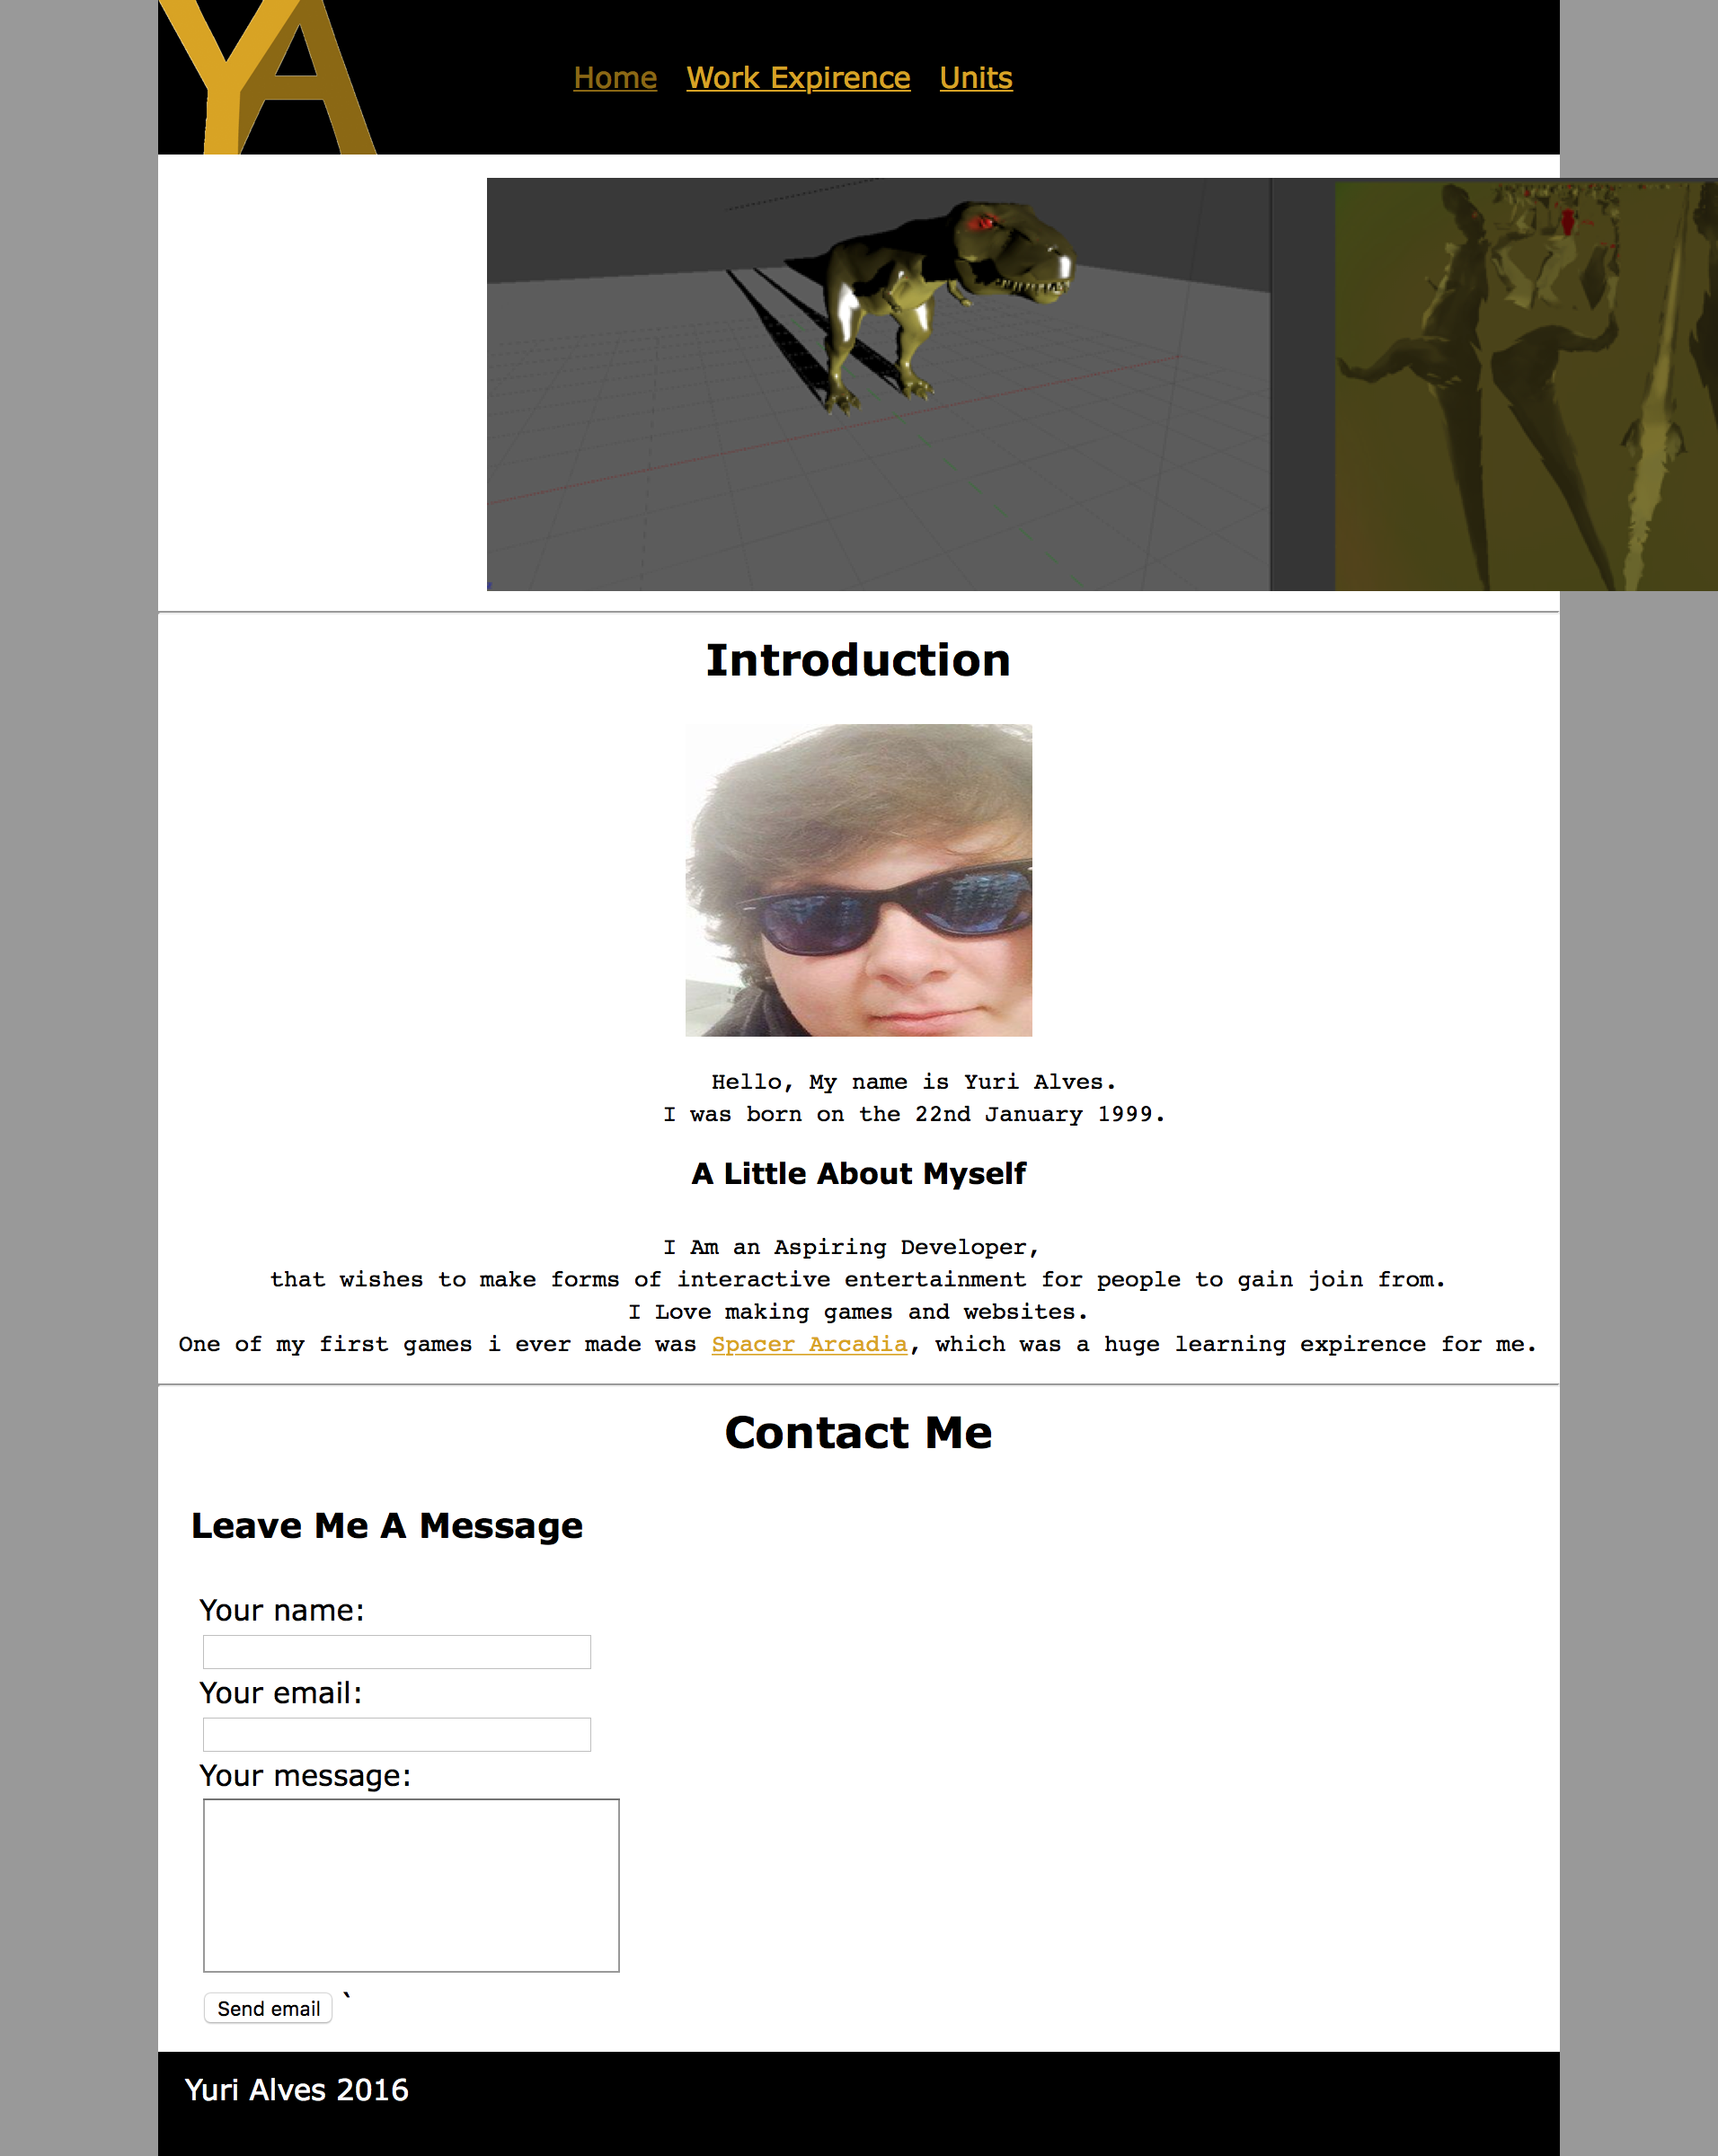 YA
Home Work Expirence Units
Introduction
Hello, My name is Yuri Alves.
I was born on the 22nd January 1999.
A Little About Myself
I Am an Aspiring Developer,
that wishes to make forms of interactive entertainment for people to gain join from.
I Love making games and websites.
One of my first games i ever made was Spacer Arcadia, which was a huge learning expirence for me.
Contact Me
Leave Me A Message
Your name:
Your email:
Your message:
Send email `
Yuri Alves 2016